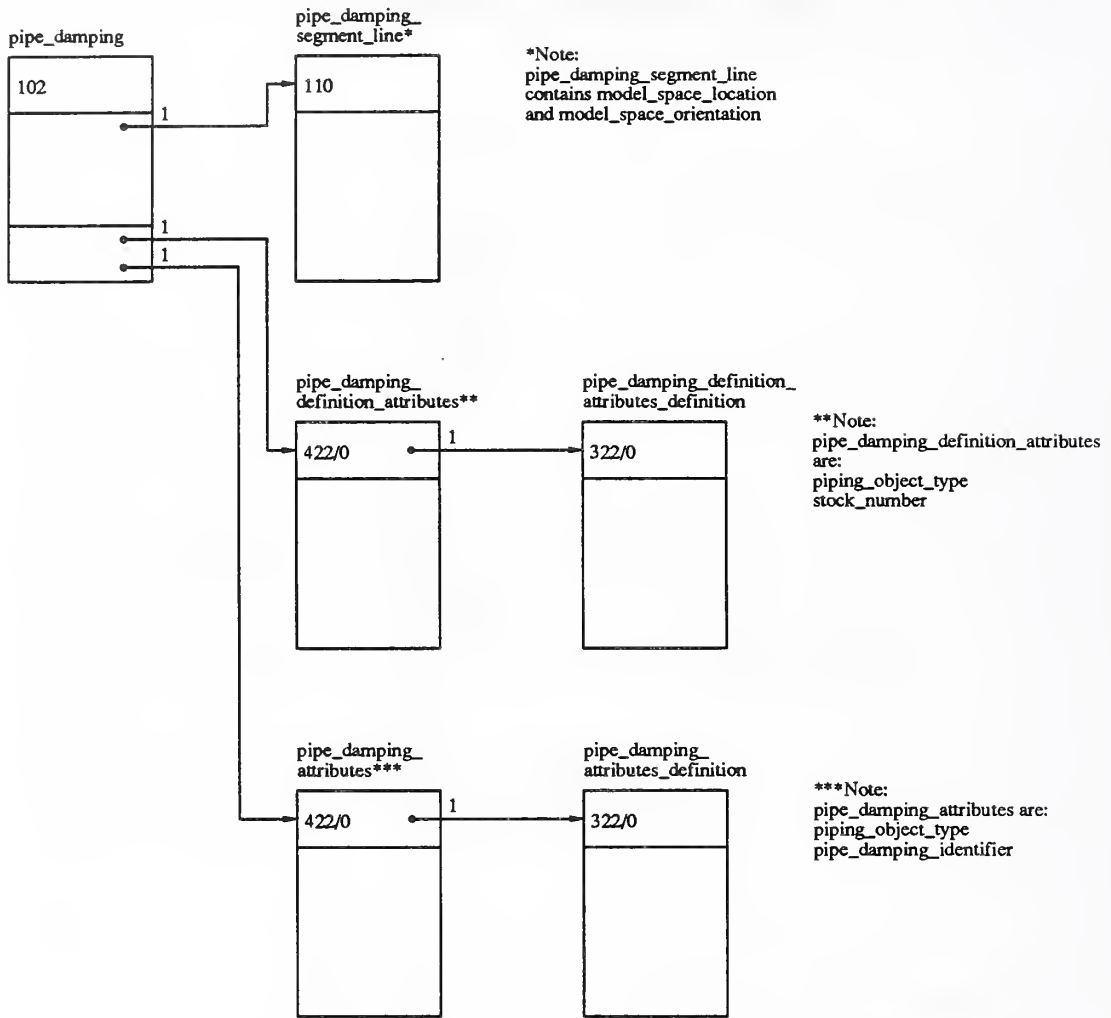 pipe_damping
102
1
1
1
pipe_damping_
segment_line*
110
*Note:
pipe_damping_segment_line
contains model_space_location
and model_space_orientation
pipe_damping_
definition_attributes**
422/0
1
pipe_damping_definition_
attributes_definition
322/0
**Note:
pipe_damping_definition_attributes
are:
piping_object_type
stock_number
pipe_damping_
attributes***
422/0
1
pipe_damping_
attributes_definition
322/0
***Note:
pipe_damping_attributes are:
piping_object_type
pipe_damping_identifier